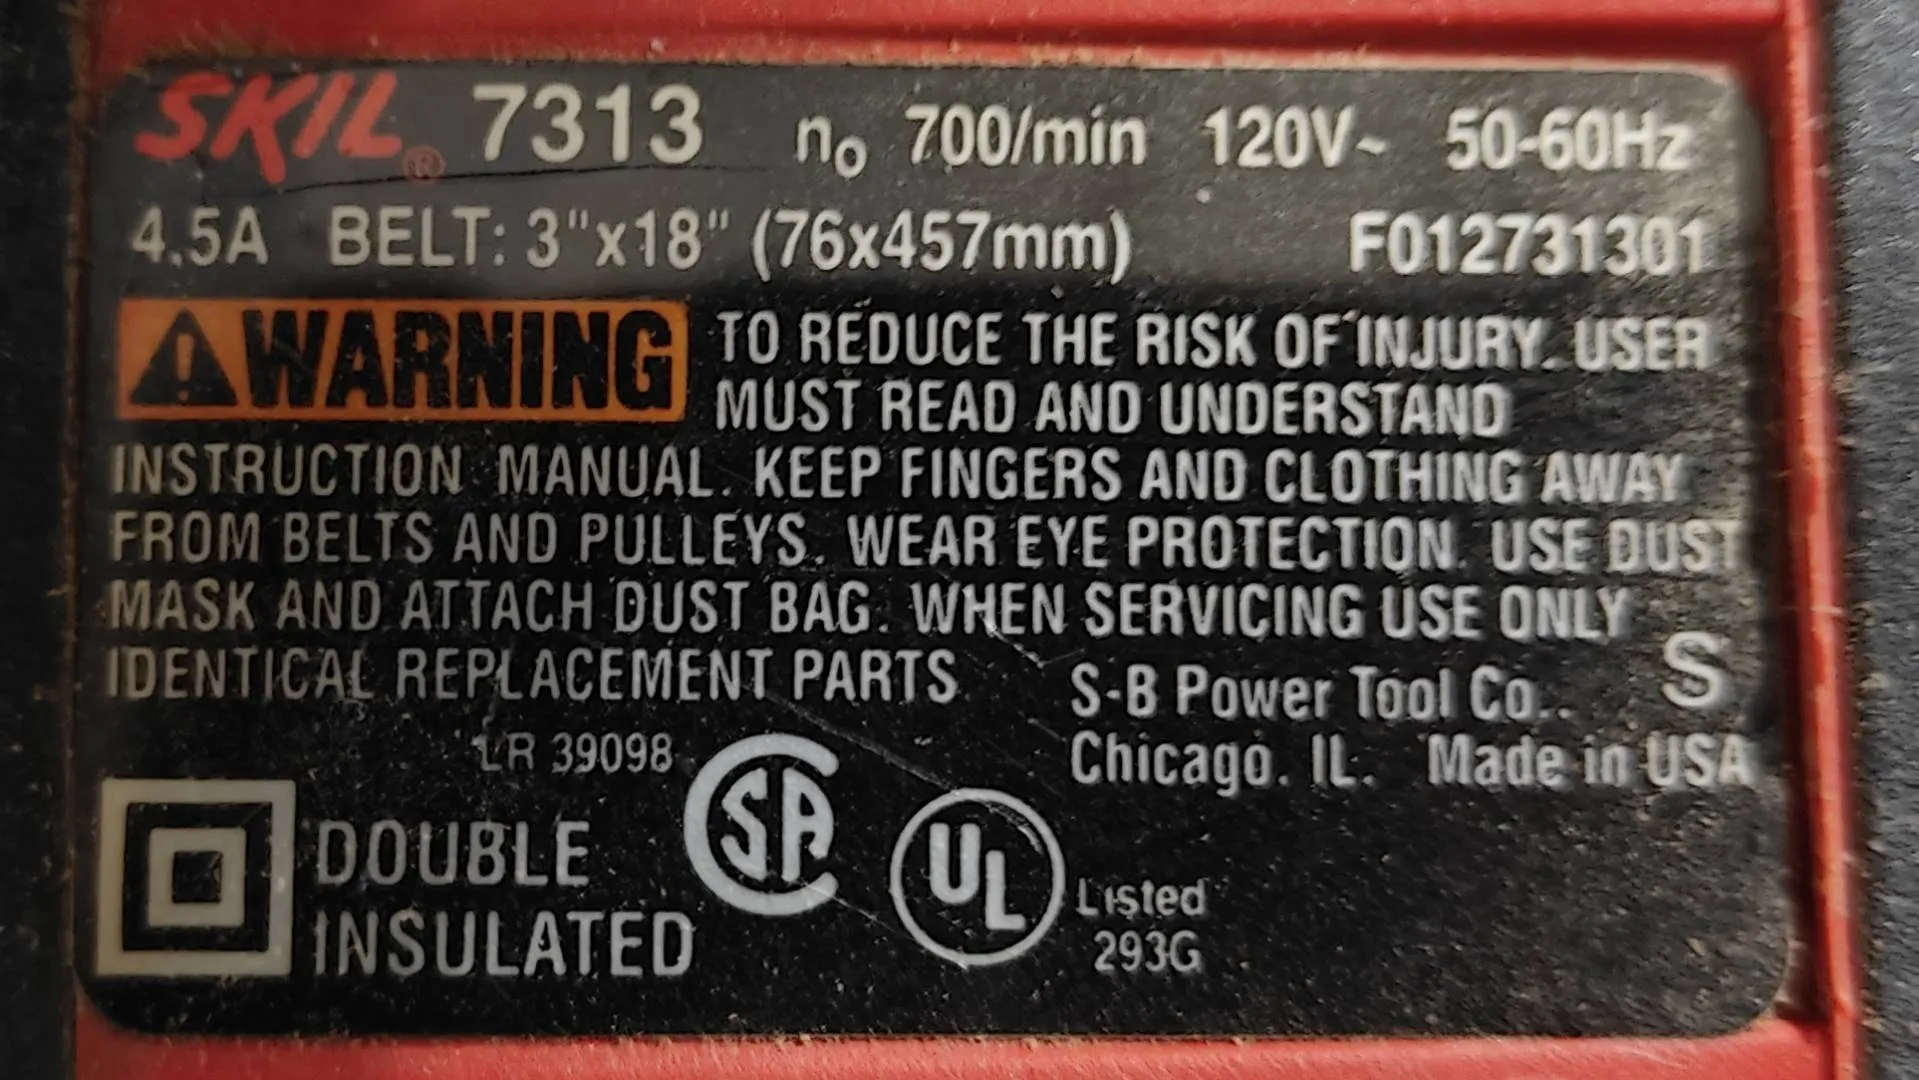 SKIL® 7313 n₀ 700/min 120V~ 50-60Hz
4.5A BELT: 3"x18" (76x457mm) F012731301
WARNING TO REDUCE THE RISK OF INJURY. USER
MUST READ AND UNDERSTAND
INSTRUCTION MANUAL. KEEP FINGERS AND CLOTHING AWAY
FROM BELTS AND PULLEYS. WEAR EYE PROTECTION. USE DUST
MASK AND ATTACH DUST BAG. WHEN SERVICING USE ONLY
IDENTICAL REPLACEMENT PARTS
S-B Power Tool Co.. S
Chicago. IL. Made in USA
LR 39098
SA
UL
Listed
293G
DOUBLE
INSULATED